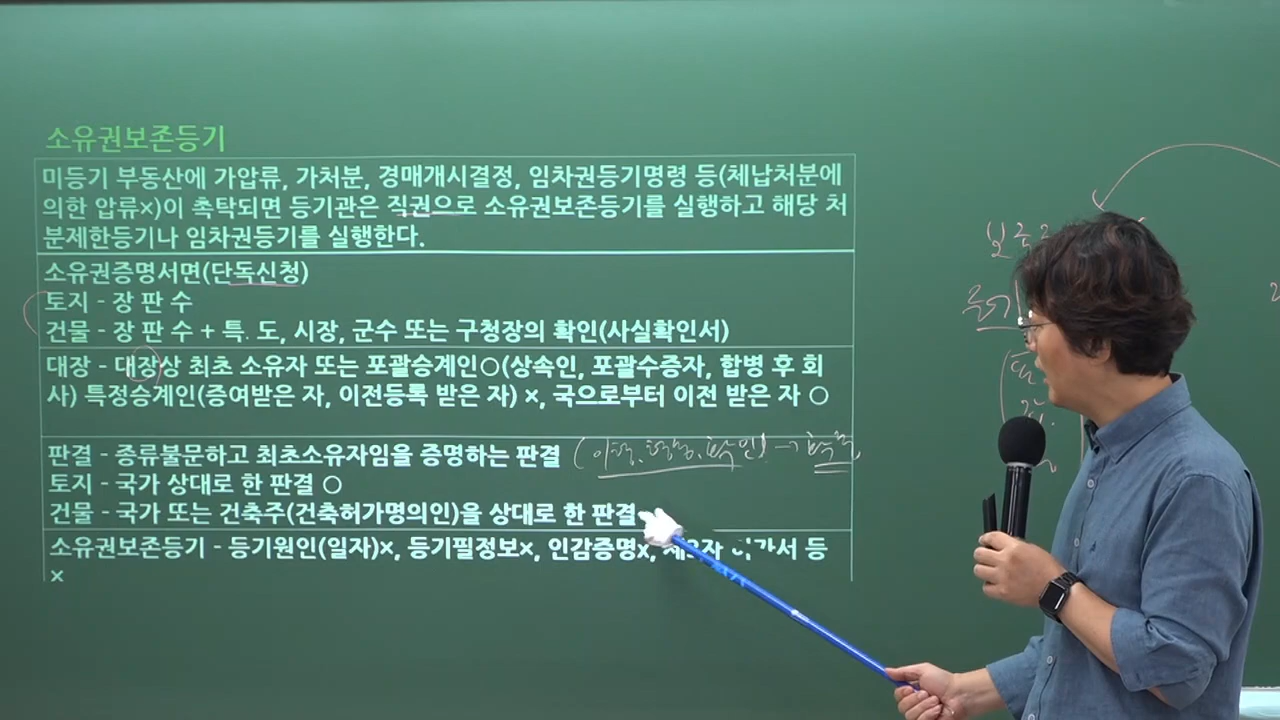 소유권보존등기
미등기 부동산에 가압류, 가처분, 경매개시결정, 임차권등기명령 등(체납처분에
의한 압류×)이 촉탁되면 등기관은 직권으로 소유권보존등기를 실행하고 해당 처
분제한등기나 임차권등기를 실행한다.
소유권증명서면(단독신청)
토지 - 장 판 수
건물 - 장 판 수 + 특. 도, 시장, 군수 또는 구청장의 확인(사실확인서)
대장 - 대장상 최초 소유자 또는 포괄승계인○(상속인, 포괄수증자, 합병 후 회
사) 특정승계인(증여받은 자, 이전등록 받은 자) ×, 국으로부터 이전 받은 자 ○
판결 - 종류불문하고 최초소유자임을 증명하는 판결 (이행, 형성, 확인) →
토지 - 국가 상대로 한 판결 ○
건물 - 국가 또는 건축주(건축허가명의인)을 상대로 한 판결
소유권보존등기 - 등기원인(일자)×, 등기필정보×, 인감증명×, 등
×